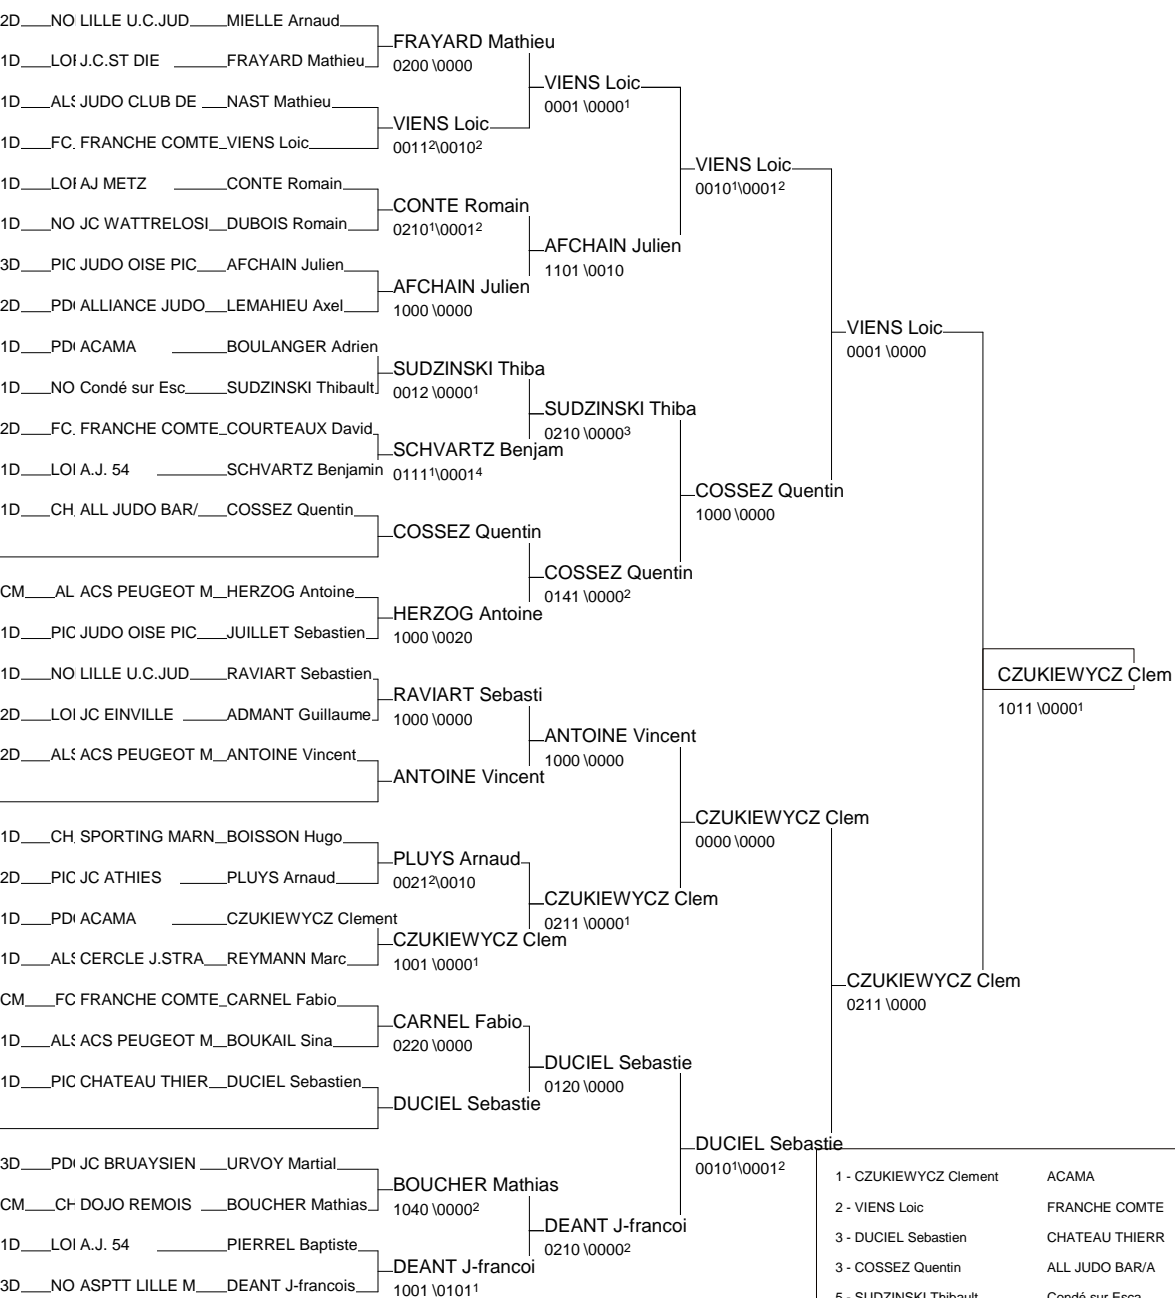 2D NO LILLE U.C.JUD MIELLE Arnaud
FRAYARD Mathieu
1D LOI J.C.ST DIE FRAYARD Mathieu
0200 \0000
VIENS Loic
1D ALS JUDO CLUB DE NAST Mathieu
0001 \0000¹
VIENS Loic
1D FC FRANCHE COMTE VIENS Loic
0011²\0010²
VIENS Loic
1D LOI AJ METZ CONTE Romain
0010¹\0001²
CONTE Romain
1D NO JC WATTRELOSI DUBOIS Romain
0210¹\0001²
AFCHAIN Julien
3D PIC JUDO OISE PIC AFCHAIN Julien
1101 \0010
AFCHAIN Julien
2D PD ALLIANCE JUDO LEMAHIEU Axel
1000 \0000
VIENS Loic
1D PD ACAMA BOULANGER Adrien
0001 \0000
SUDZINSKI Thiba
1D NO Condé sur Esc SUDZINSKI Thibault
0012 \0000¹
SUDZINSKI Thiba
2D FC FRANCHE COMTE COURTEAUX David
0210 \0000³
SCHVARTZ Benjam
1D LOI A.J. 54 SCHVARTZ Benjamin
0111¹\0001⁴
COSSEZ Quentin
1D CH ALL JUDO BAR/ COSSEZ Quentin
1000 \0000
COSSEZ Quentin
COSSEZ Quentin
CM AL ACS PEUGEOT M HERZOG Antoine
0141 \0000²
HERZOG Antoine
1D PIC JUDO OISE PIC JUILLET Sebastien
1000 \0020
1D NO LILLE U.C.JUD RAVIART Sebastien
CZUKIEWYCZ Clem
RAVIART Sebasti
1011 \0000¹
2D LOI JC EINVILLE ADMANT Guillaume
1000 \0000
ANTOINE Vincent
2D ALS ACS PEUGEOT M ANTOINE Vincent
1000 \0000
ANTOINE Vincent
CZUKIEWYCZ Clem
1D CH SPORTING MARN BOISSON Hugo
0000 \0000
PLUYS Arnaud
2D PIC JC ATHIES PLUYS Arnaud
0021²\0010
CZUKIEWYCZ Clem
1D PD ACAMA CZUKIEWYCZ Clement
0211 \0000¹
CZUKIEWYCZ Clem
1D ALS CERCLE J.STRA REYMANN Marc
1001 \0000¹
CZUKIEWYCZ Clem
CM FC FRANCHE COMTE CARNEL Fabio
0211 \0000
CARNEL Fabio
1D ALS ACS PEUGEOT M BOUKAIL Sina
0220 \0000
DUCIEL Sebastie
1D PIC CHATEAU THIER DUCIEL Sebastien
0120 \0000
DUCIEL Sebastie
DUCIEL Sebastie
3D PD JC BRUAYSIEN URVOY Martial
0010¹\0001²
1 - CZUKIEWYCZ Clement ACAMA
BOUCHER Mathias
CM CH DOJO REMOIS BOUCHER Mathias
1040 \0000²
2 - VIENS Loic FRANCHE COMTE
DEANT J-francoi
3 - DUCIEL Sebastien CHATEAU THIERR
1D LOI A.J. 54 PIERREL Baptiste
0210 \0000²
DEANT J-francoi
3 - COSSEZ Quentin ALL JUDO BAR/A
3D NO ASPTT LILLE M DEANT J-francois
1001 \0101¹
5 - SUDZINSKI Thibault Condé sur Esca